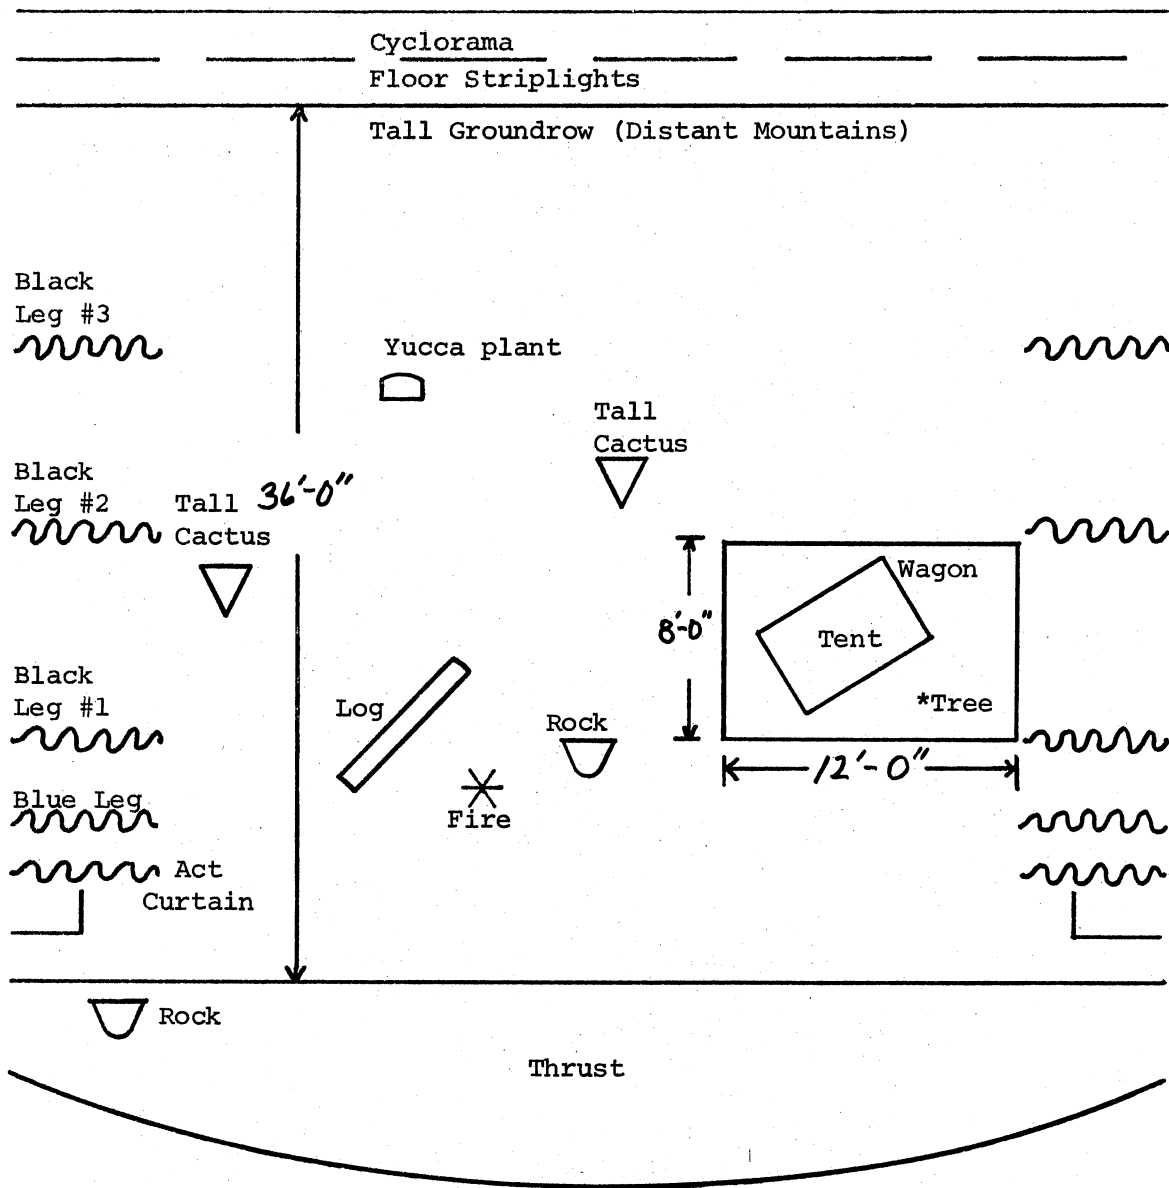 Cyclorama
Floor Striplights
Tall Groundrow (Distant Mountains)
Black
Leg #3
Yucca plant
Tall
Cactus
Black
Leg #2
Tall
Cactus
36'-0"
Wagon
8'-0"
Tent
*Tree
Black
Leg #1
Log
Rock
12'-0"
Blue Leg
Fire
Act
Curtain
Rock
Thrust